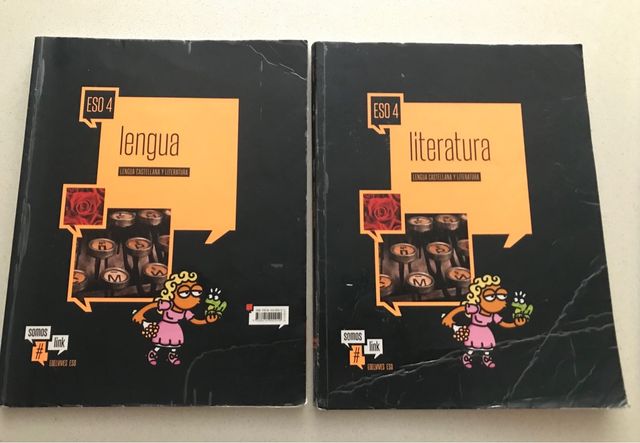 ESO 4
lengua
LENGUA CASTELLANA Y LITERATURA
somos
link
#
EDELVIVES ESO
ESO 4
literatura
LENGUA CASTELLANA Y LITERATURA
somos
link
#
EDELVIVES ESO